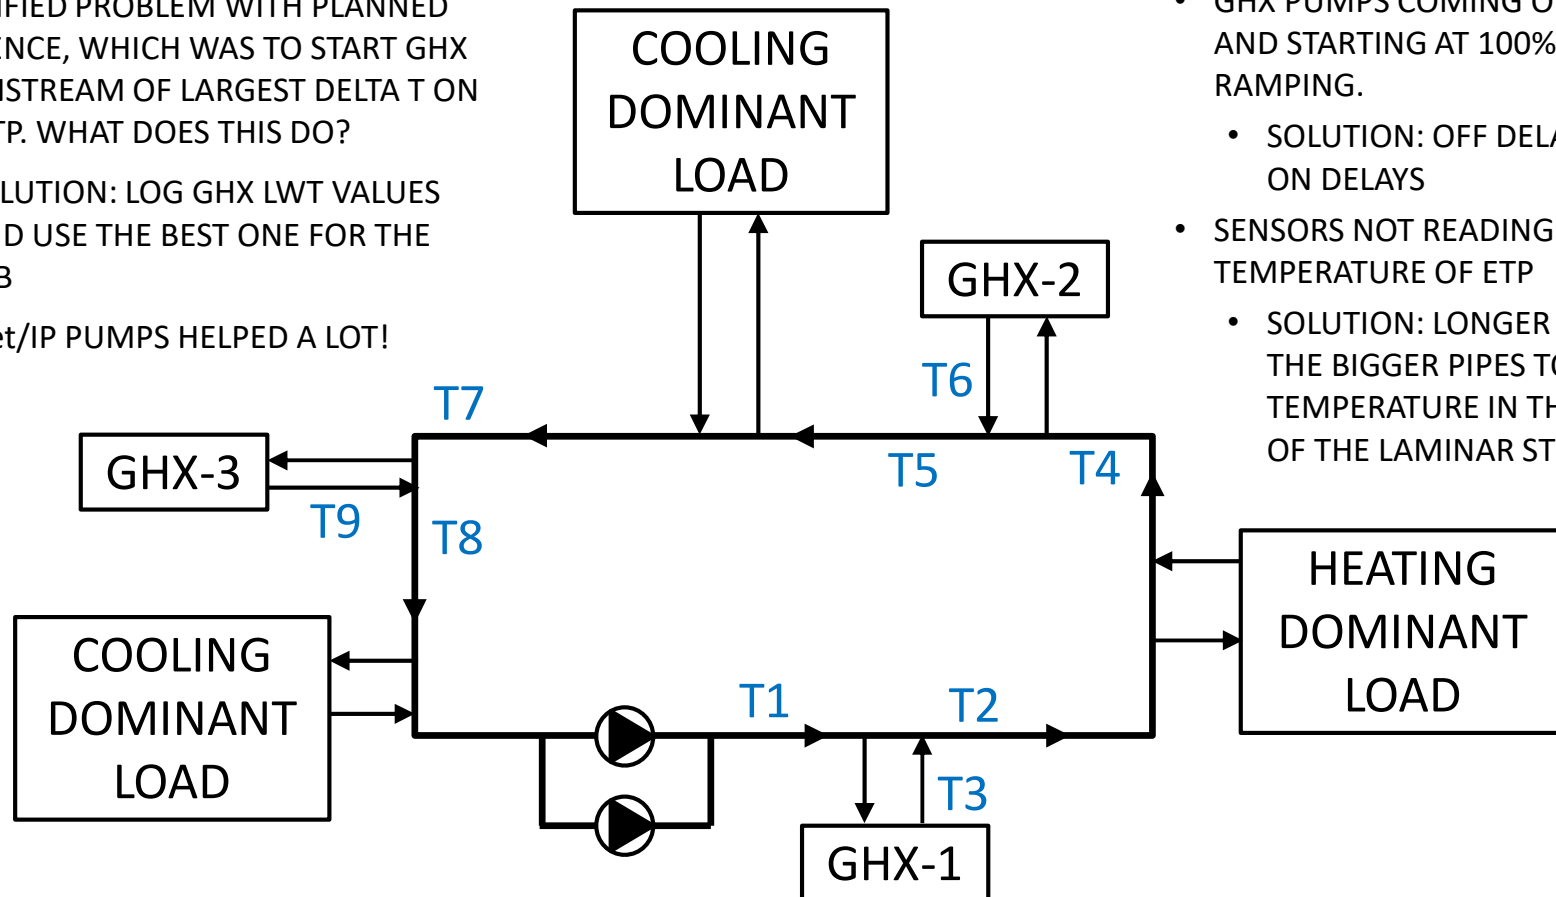 IFIED PROBLEM WITH PLANNED
ENCE, WHICH WAS TO START GHX
NSTREAM OF LARGEST DELTA T ON
TP. WHAT DOES THIS DO?
LUTION: LOG GHX LWT VALUES
D USE THE BEST ONE FOR THE
B
et/IP PUMPS HELPED A LOT!
COOLING
DOMINANT
LOAD
GHX PUMPS COMING O
AND STARTING AT 100%
RAMPING.
SOLUTION: OFF DELA
ON DELAYS
SENSORS NOT READING
TEMPERATURE OF ETP
SOLUTION: LONGER
THE BIGGER PIPES TO
TEMPERATURE IN TH
OF THE LAMINAR ST
GHX-2
T6
T7
T5
T4
GHX-3
T9
T8
HEATING
DOMINANT
LOAD
COOLING
DOMINANT
LOAD
T1
T2
T3
GHX-1